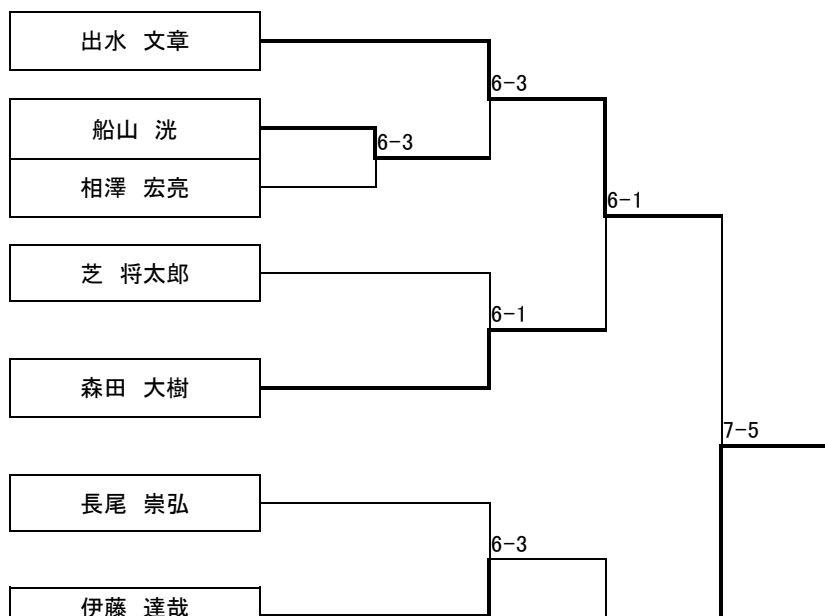 出水 文章
6-3
船山 洸
6-3
相澤 宏亮
6-1
芝 将太郎
6-1
森田 大樹
7-5
長尾 崇弘
6-3
伊藤 達哉